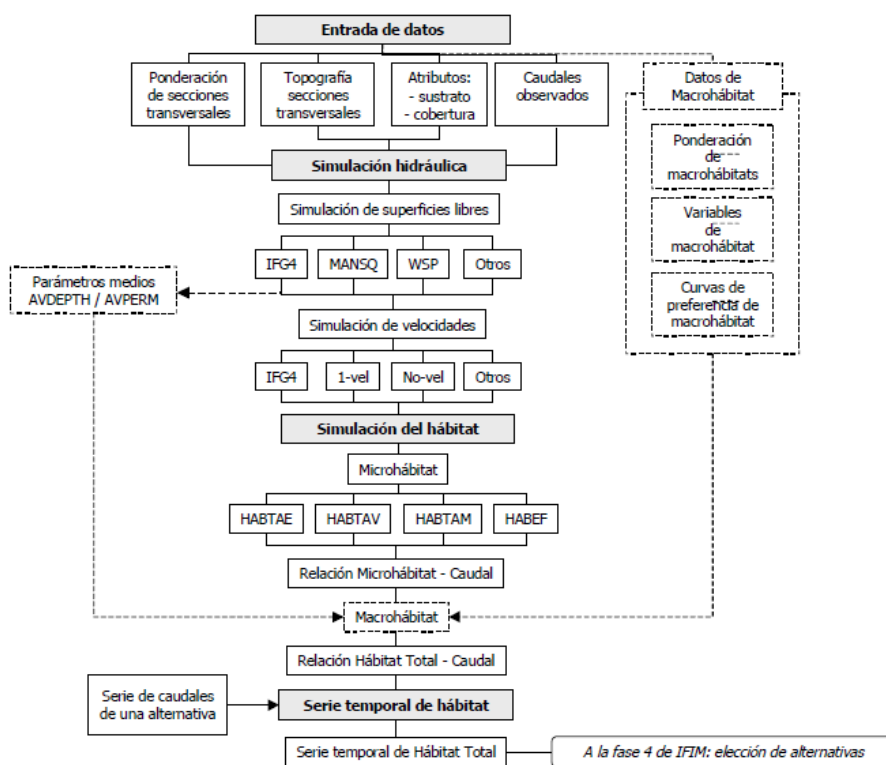 Entrada de datos
Ponderación
de secciones
transversales
Topografía
secciones
transversales
Atributos:
- sustrato
- cobertura
Caudales
observados
Datos de
Macrohábitat
Ponderación
de
macrohábitats
Variables
de
macrohábitat
Curvas de
preferencia de
macrohábitat
Simulación hidráulica
Simulación de superficies libres
IFG4
MANSQ
WSP
Otros
Parámetros medios
AVDEPTH / AVPERM
Simulación de velocidades
IFG4
1-vel
No-vel
Otros
Simulación del hábitat
Microhábitat
HABTAE
HABTAV
HABTAM
HABEF
Relación Microhábitat - Caudal
Macrohábitat
Relación Hábitat Total - Caudal
Serie de caudales
de una alternativa
Serie temporal de hábitat
Serie temporal de Hábitat Total
A la fase 4 de IFIM: elección de alternativas